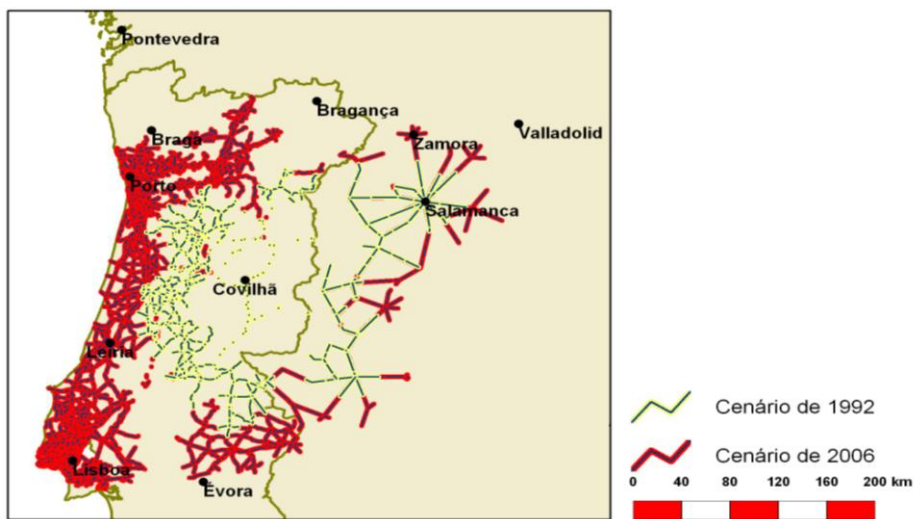 Pontevedra
Bragança
Valladolid
Braga
Zamora
Porto
Salamanca
Covilhã
Leiria
Cenário de 1992
Cenário de 2006
Lisboa
Évora
0 40 80 120 160 200 km